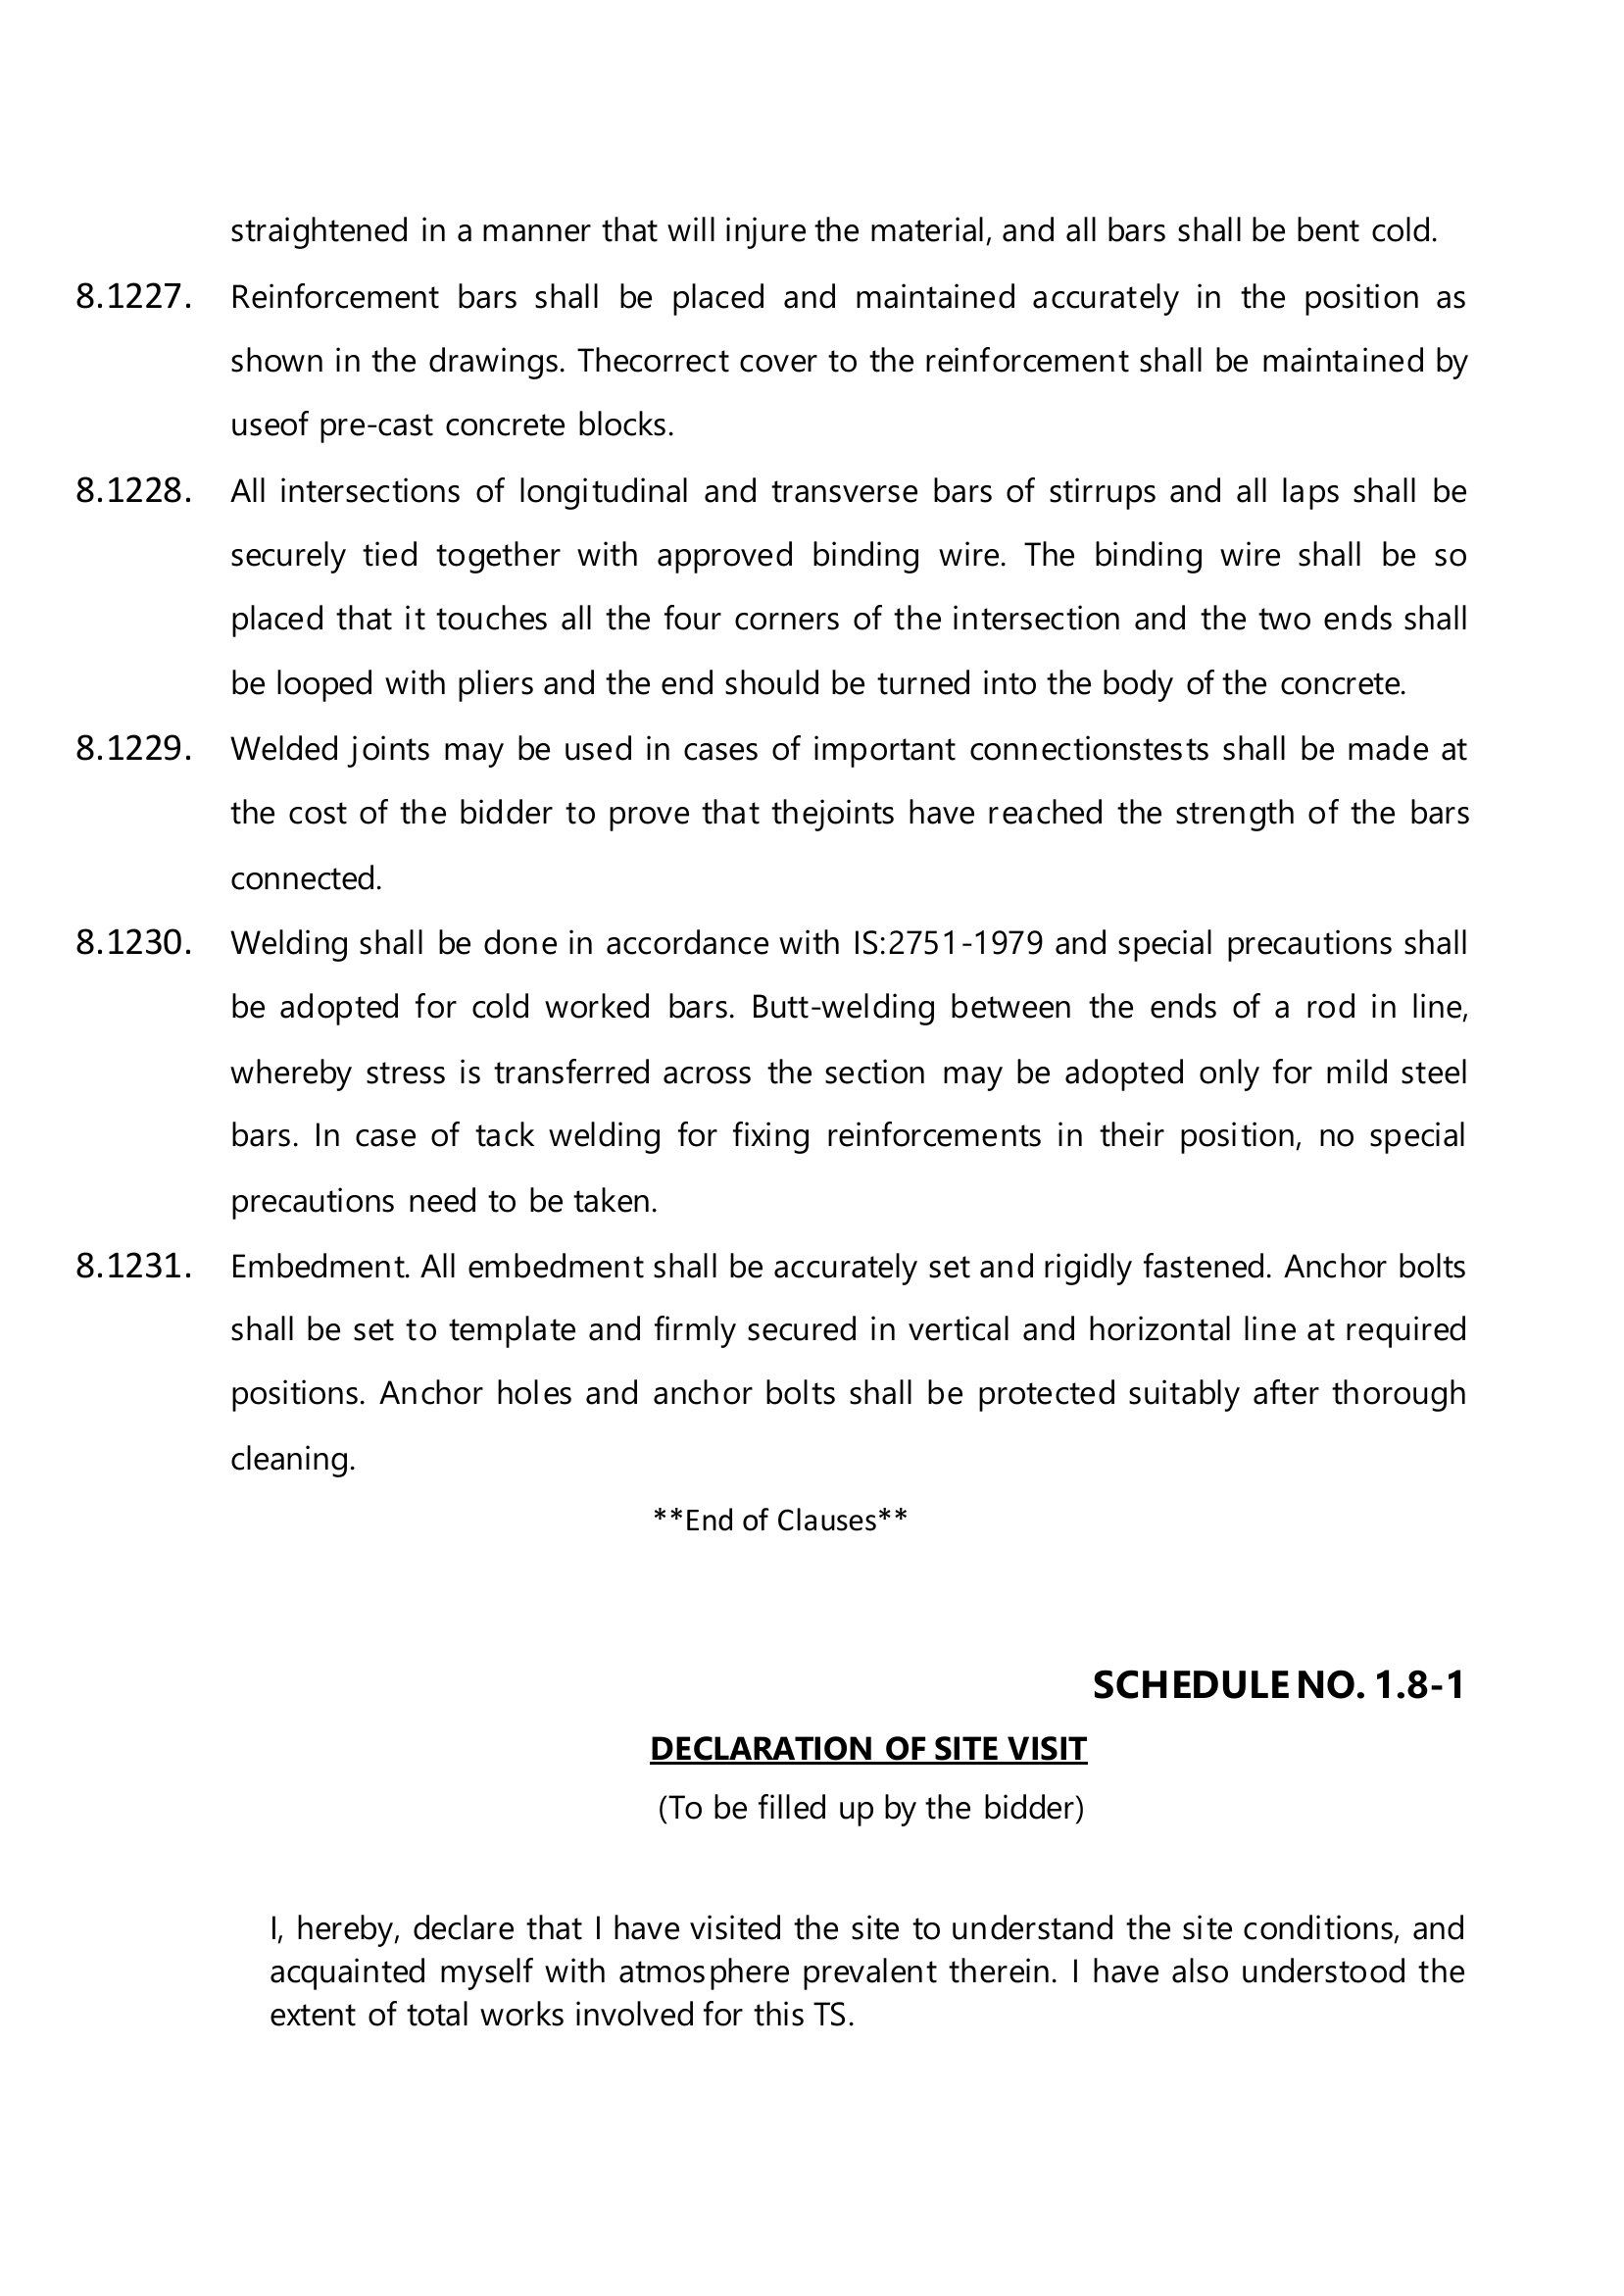 straightened in a manner that will injure the material, and all bars shall be bent cold.
8.1227. Reinforcement bars shall be placed and maintained accurately in the position as
shown in the drawings. Thecorrect cover to the reinforcement shall be maintained by
useof pre-cast concrete blocks.
8.1228. All intersections of longitudinal and transverse bars of stirrups and all laps shall be
securely tied together with approved binding wire. The binding wire shall be so
placed that it touches all the four corners of the intersection and the two ends shall
be looped with pliers and the end should be turned into the body of the concrete.
8.1229. Welded joints may be used in cases of important connectionstests shall be made at
the cost of the bidder to prove that thejoints have reached the strength of the bars
connected.
8.1230. Welding shall be done in accordance with IS:2751-1979 and special precautions shall
be adopted for cold worked bars. Butt-welding between the ends of a rod in line,
whereby stress is transferred across the section may be adopted only for mild steel
bars. In case of tack welding for fixing reinforcements in their position, no special
precautions need to be taken.
8.1231. Embedment. All embedment shall be accurately set and rigidly fastened. Anchor bolts
shall be set to template and firmly secured in vertical and horizontal line at required
positions. Anchor holes and anchor bolts shall be protected suitably after thorough
cleaning.
**End of Clauses**
SCHEDULE NO. 1.8-1
DECLARATION OF SITE VISIT
(To be filled up by the bidder)
I, hereby, declare that I have visited the site to understand the site conditions, and
acquainted myself with atmosphere prevalent therein. I have also understood the
extent of total works involved for this TS.